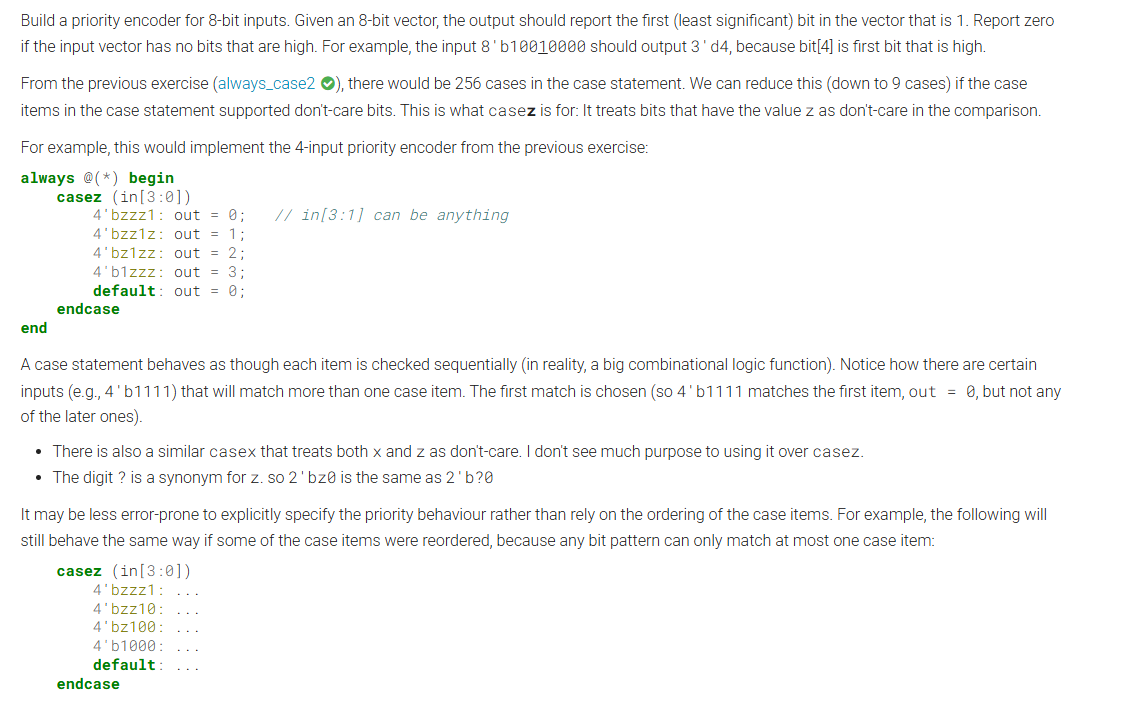 Build a priority encoder for 8-bit inputs. Given an 8-bit vector, the output should report the first (least significant) bit in the vector that is 1. Report zero
if the input vector has no bits that are high. For example, the input 8'b10010000 should output 3'd4, because bit[4] is first bit that is high.
From the previous exercise (always_case2 ), there would be 256 cases in the case statement. We can reduce this (down to 9 cases) if the case
items in the case statement supported don't-care bits. This is what casez is for: It treats bits that have the value z as don't-care in the comparison.
For example, this would implement the 4-input priority encoder from the previous exercise:
always @(*) begin
    casez (in[3:0])
        4'bzzz1: out = 0;   // in[3:1] can be anything
        4'bzz1z: out = 1;
        4'bz1zz: out = 2;
        4'b1zzz: out = 3;
        default: out = 0;
    endcase
end
A case statement behaves as though each item is checked sequentially (in reality, a big combinational logic function). Notice how there are certain
inputs (e.g., 4'b1111) that will match more than one case item. The first match is chosen (so 4'b1111 matches the first item, out = 0, but not any
of the later ones).
• There is also a similar casex that treats both x and z as don't-care. I don't see much purpose to using it over casez.
• The digit ? is a synonym for z. so 2'bz0 is the same as 2'b?0
It may be less error-prone to explicitly specify the priority behaviour rather than rely on the ordering of the case items. For example, the following will
still behave the same way if some of the case items were reordered, because any bit pattern can only match at most one case item:
    casez (in[3:0])
        4'bzzz1: ...
        4'bzz10: ...
        4'bz100: ...
        4'b1000: ...
        default: ...
    endcase